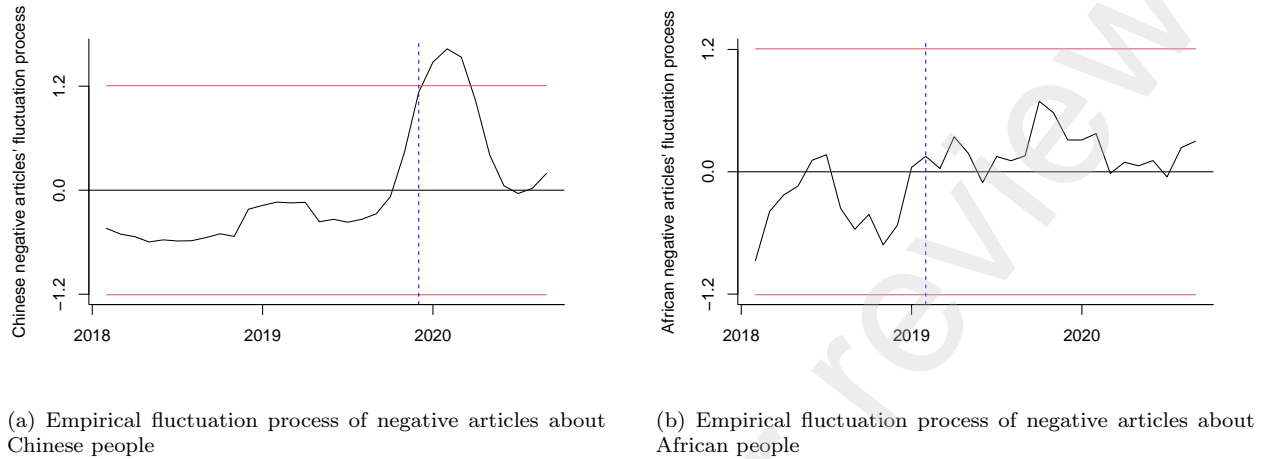 Chinese negative articles' fluctuation process
1.2
0.0
−1.2
2018 2019 2020
(a) Empirical fluctuation process of negative articles about
Chinese people
African negative articles' fluctuation process
1.2
0.0
−1.2
2018 2019 2020
(b) Empirical fluctuation process of negative articles about
African people
review